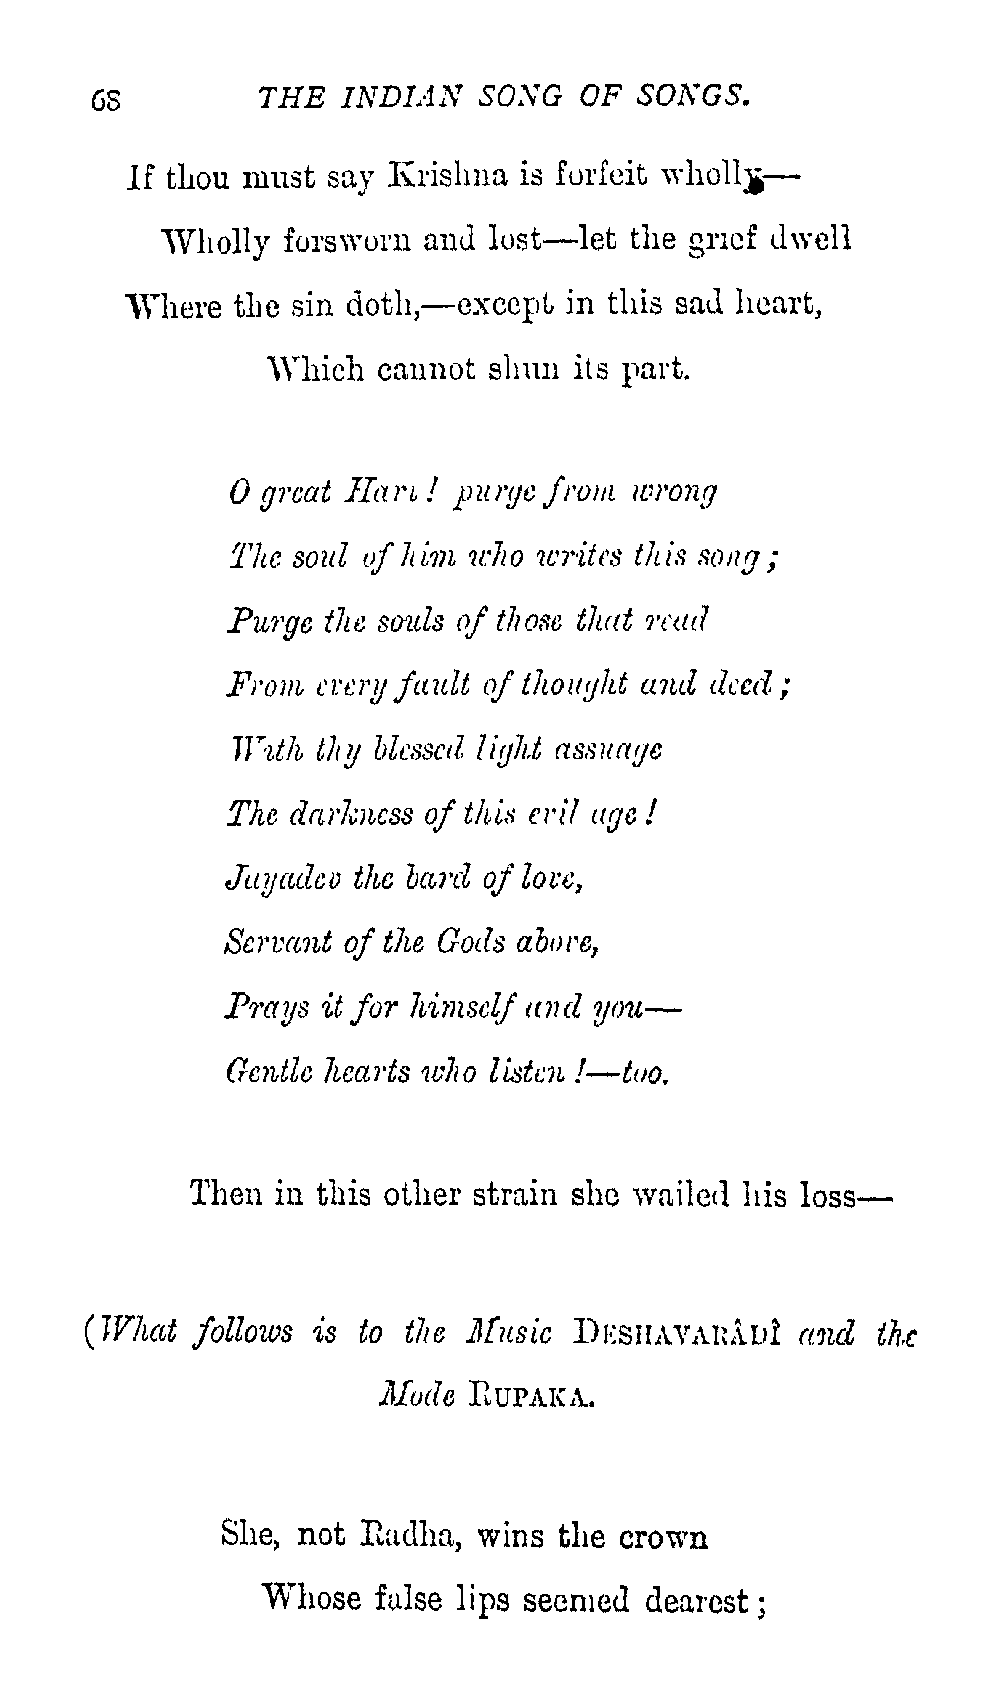 68 THE INDIAN SONG OF SONGS.
If thou must say Krishna is forfeit wholly—
Wholly forsworn and lost—let the grief dwell
Where the sin doth,—except in this sad heart,
Which cannot shun its part.
O great Hari! purge from wrong
The soul of him who writes this song;
Purge the souls of those that read
From every fault of thought and deed;
With thy blessed light assuage
The darkness of this evil age!
Jayadev the bard of love,
Servant of the Gods above,
Prays it for himself and you—
Gentle hearts who listen!—too.
Then in this other strain she wailed his loss—
(What follows is to the Music DESHAVARÂDÎ and the
Mode RUPAKA.
She, not Radha, wins the crown
Whose false lips seemed dearest;